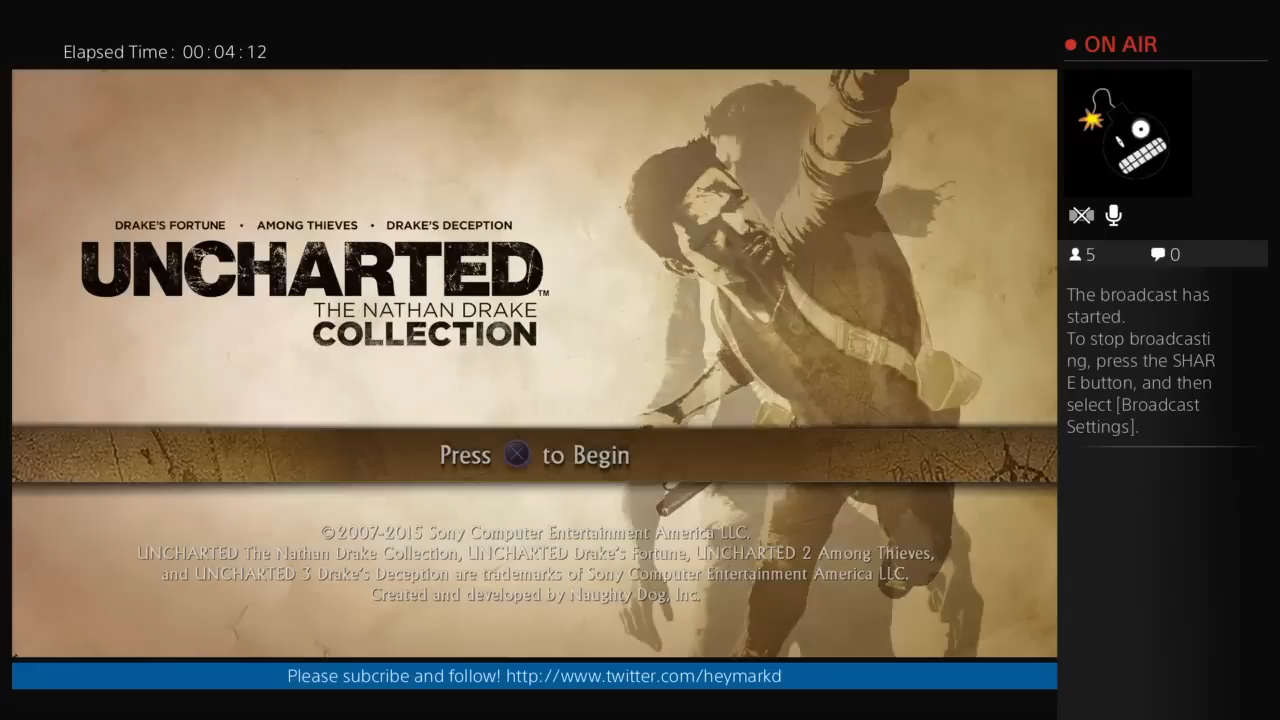 Elapsed Time: 00:04:12
ON AIR
DRAKE'S FORTUNE • AMONG THIEVES • DRAKE'S DECEPTION
UNCHARTED™
THE NATHAN DRAKE
COLLECTION
Press to Begin
©2007-2015 Sony Computer Entertainment America LLC.
UNCHARTED The Nathan Drake Collection, UNCHARTED Drake's Fortune, UNCHARTED 2 Among Thieves,
and UNCHARTED 3 Drake's Deception are trademarks of Sony Computer Entertainment America LLC.
Created and developed by Naughty Dog, Inc.
Please subcribe and follow! http://www.twitter.com/heymarkd
5
0
The broadcast has
started.
To stop broadcasti
ng, press the SHAR
E button, and then
select [Broadcast
Settings].